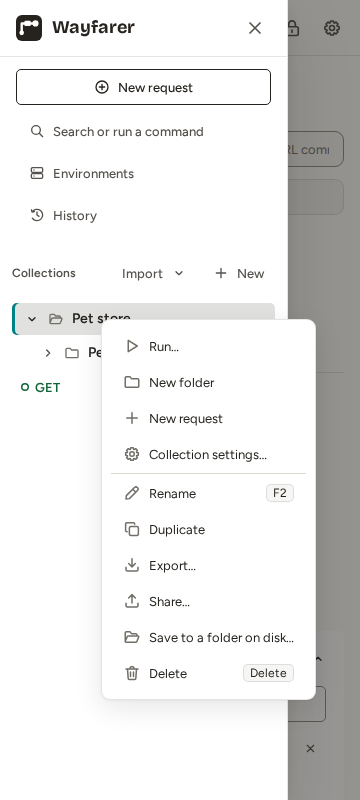 Wayfarer
New request
Search or run a command
Environments
History
Collections
Import
New
Pet store
Pe
GET
Run...
New folder
New request
Collection settings...
Rename
F2
Duplicate
Export...
Share...
Save to a folder on disk...
Delete
Delete